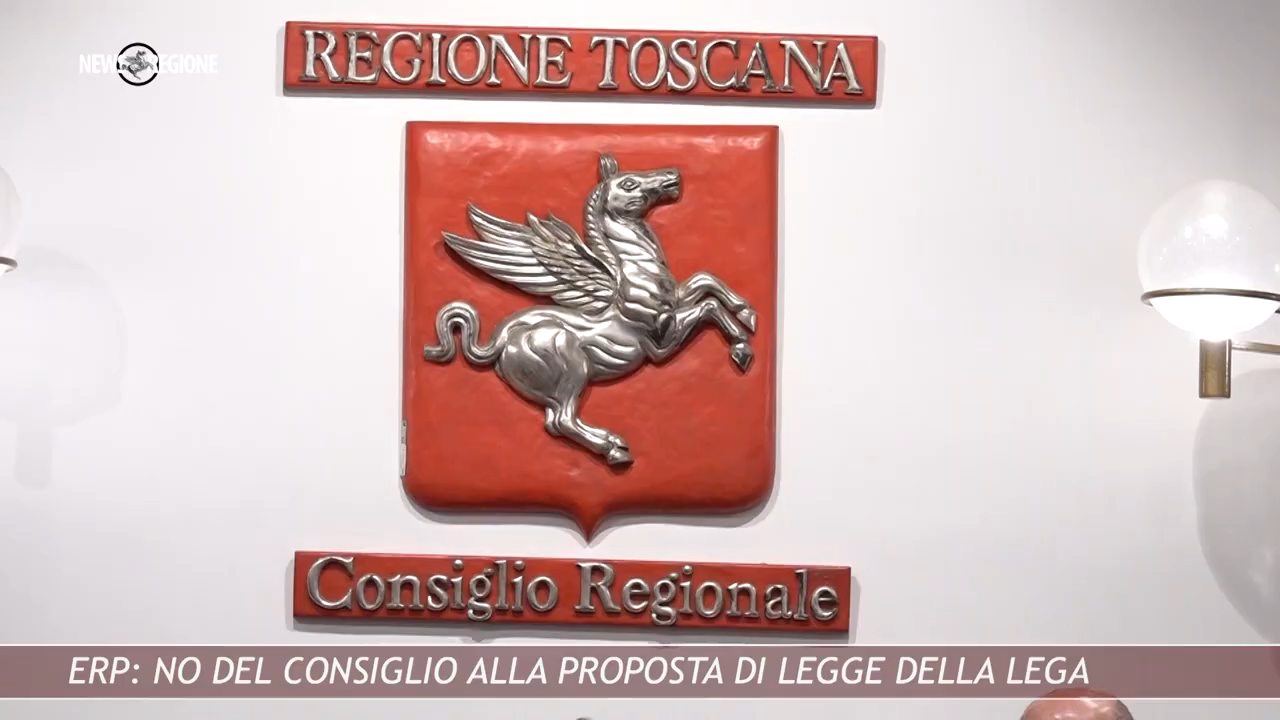 REGIONE TOSCANA
NEWS REGIONE
Consiglio Regionale
ERP: NO DEL CONSIGLIO ALLA PROPOSTA DI LEGGE DELLA LEGA